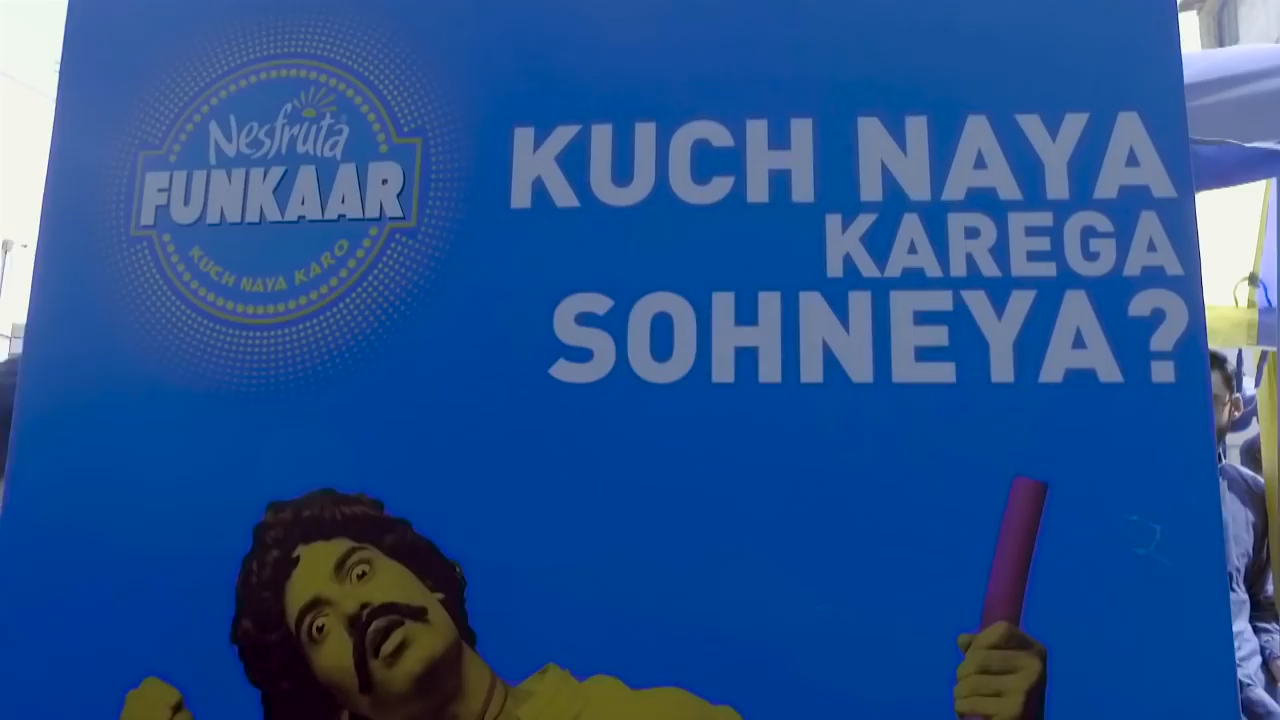 Nesfruta
FUNKAAR
KUCH NAYA KARO
KUCH NAYA
KAREGA
SOHNEYA?